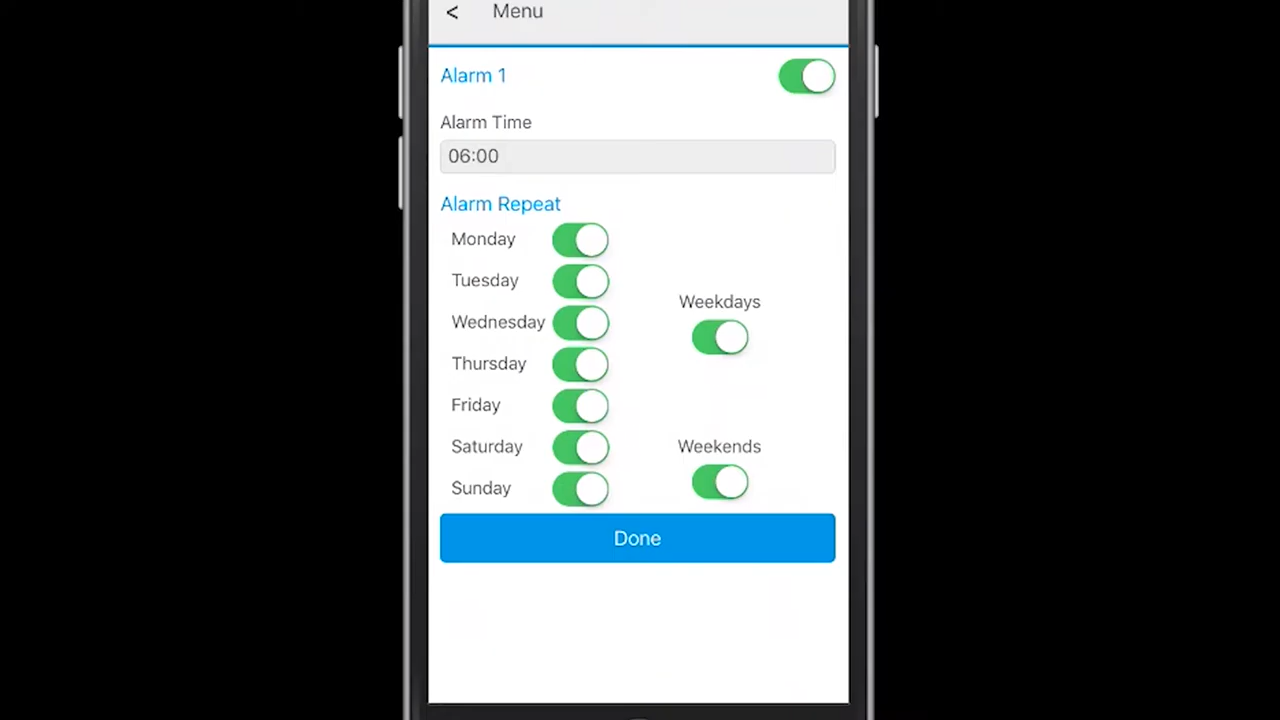 < Menu
Alarm 1
Alarm Time
06:00
Alarm Repeat
Monday
Tuesday
Weekdays
Wednesday
Thursday
Friday
Saturday
Weekends
Sunday
Done